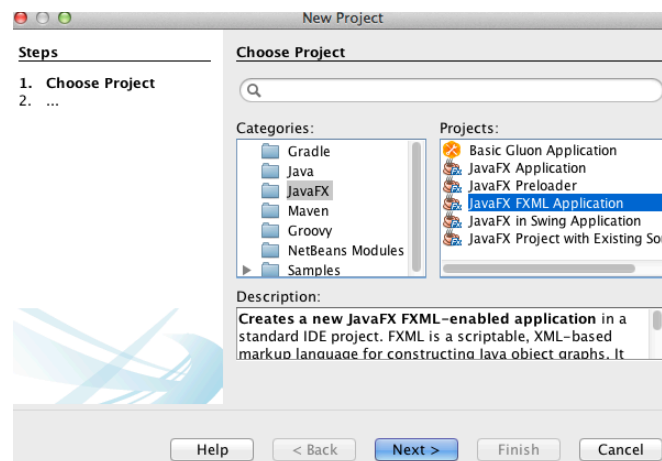 New Project
Steps
1. Choose Project
2. ...
Choose Project
Categories:
Gradle
Java
JavaFX
Maven
Groovy
NetBeans Modules
Samples
Projects:
Basic Gluon Application
JavaFX Application
JavaFX Preloader
JavaFX FXML Application
JavaFX in Swing Application
JavaFX Project with Existing Sou
Description:
Creates a new JavaFX FXML-enabled application in a
standard IDE project. FXML is a scriptable, XML-based
markup language for constructing Java object graphs. It
Help
< Back
Next >
Finish
Cancel